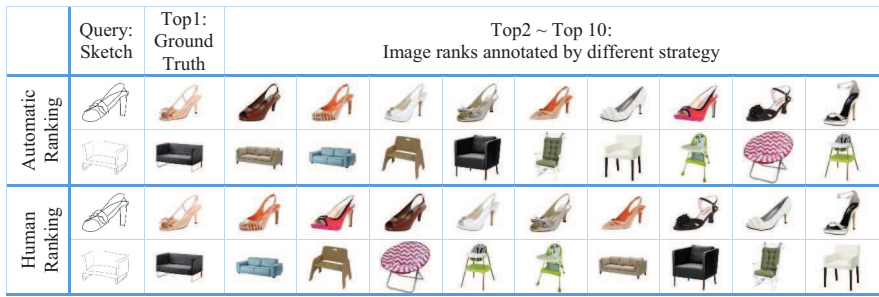 Query:
Sketch
Top1:
Ground
Truth
Top2 ~ Top 10:
Image ranks annotated by different strategy
Automatic
Ranking
Human
Ranking